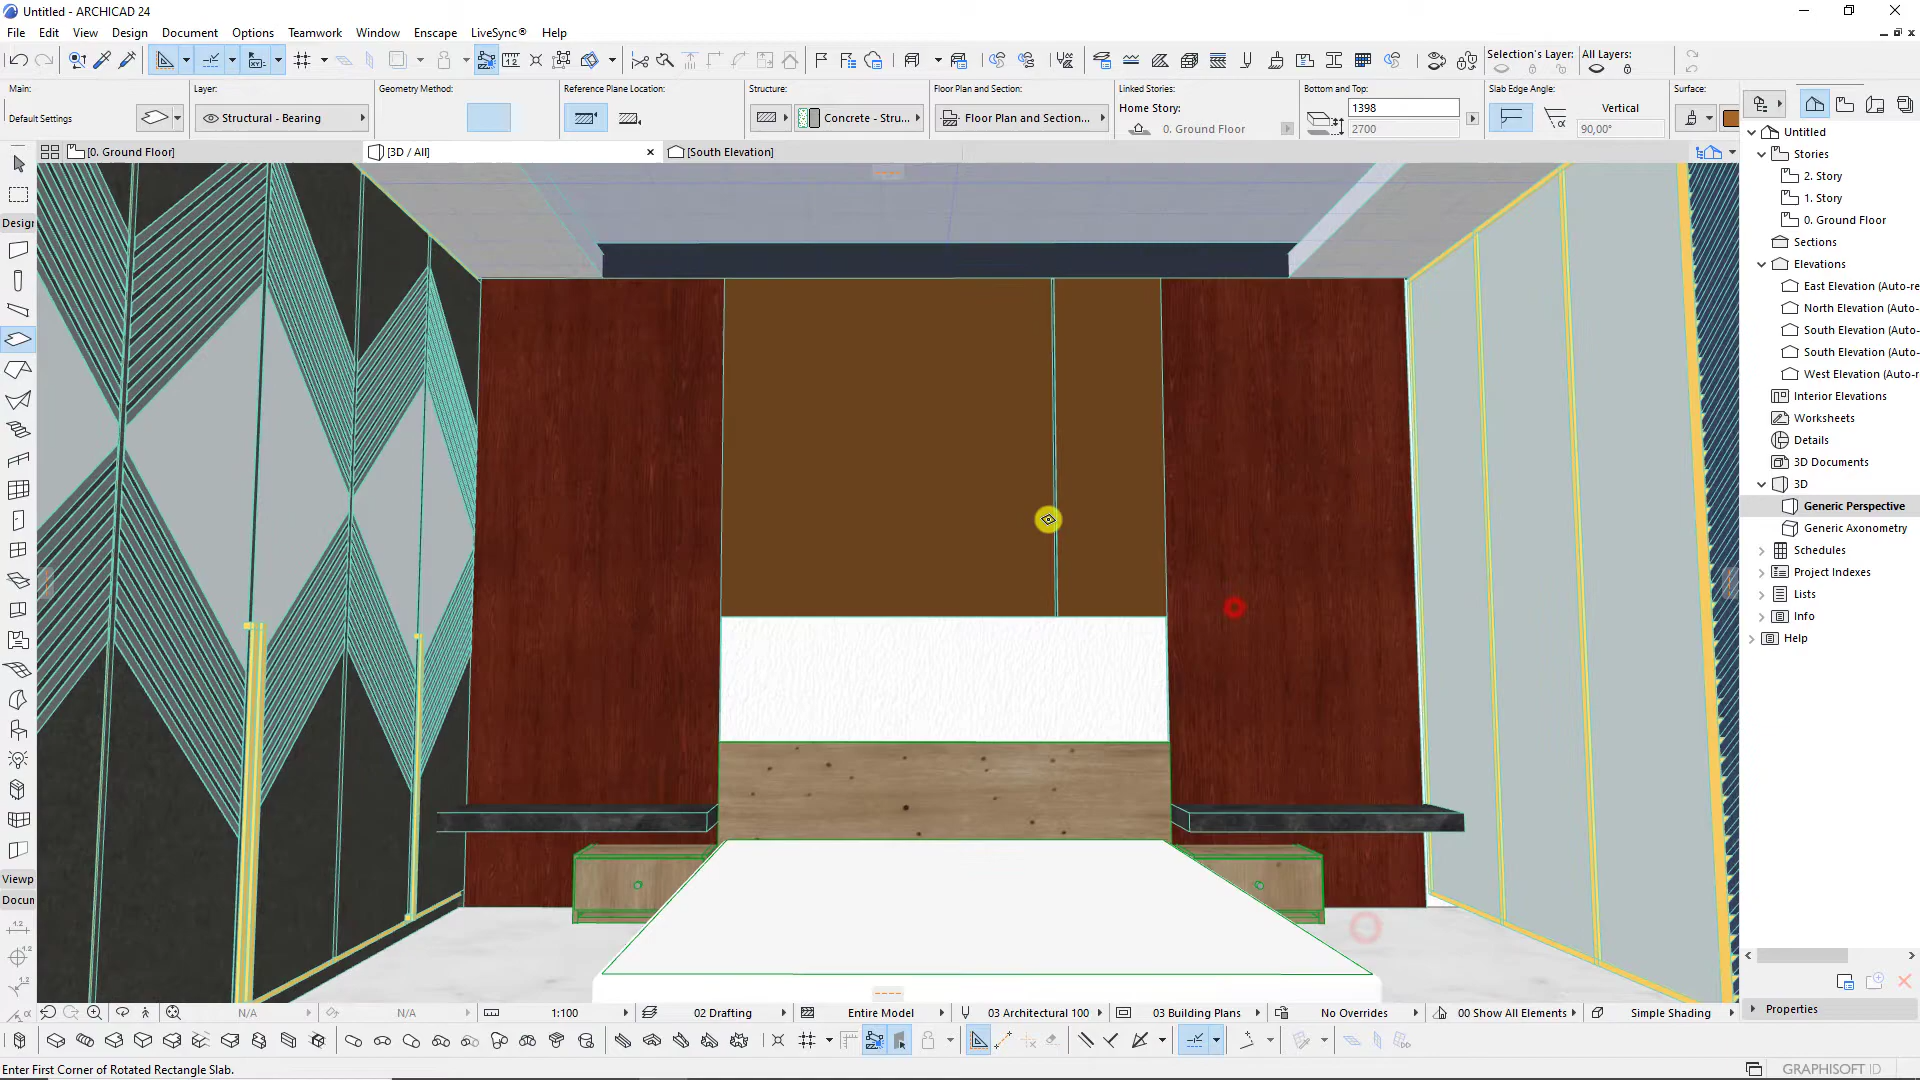 Untitled - ARCHICAD 24
File Edit View Design Document Options Teamwork Window Enscape LiveSync® Help
Selection's Layer: All Layers:
Main: Layer: Geometry Method: Reference Plane Location: Structure: Floor Plan and Section: Linked Stories: Bottom and Top: Slab Edge Angle: Surface:
Default Settings Structural - Bearing Concrete - Stru... Floor Plan and Section... Home Story: 1398 Vertical
0. Ground Floor 2700 90,00°
[0. Ground Floor] [3D / All] [South Elevation]
Design
Viewp
Docum
Untitled
Stories
2. Story
1. Story
0. Ground Floor
Sections
Elevations
East Elevation (Auto-re
North Elevation (Auto-
South Elevation (Auto-
South Elevation (Auto-
West Elevation (Auto-r
Interior Elevations
Worksheets
Details
3D Documents
3D
Generic Perspective
Generic Axonometry
Schedules
Project Indexes
Lists
Info
Help
Properties
N/A N/A 1:100 02 Drafting Entire Model 03 Architectural 100 03 Building Plans No Overrides 00 Show All Elements Simple Shading
Enter First Corner of Rotated Rectangle Slab.
GRAPHISOFT ID